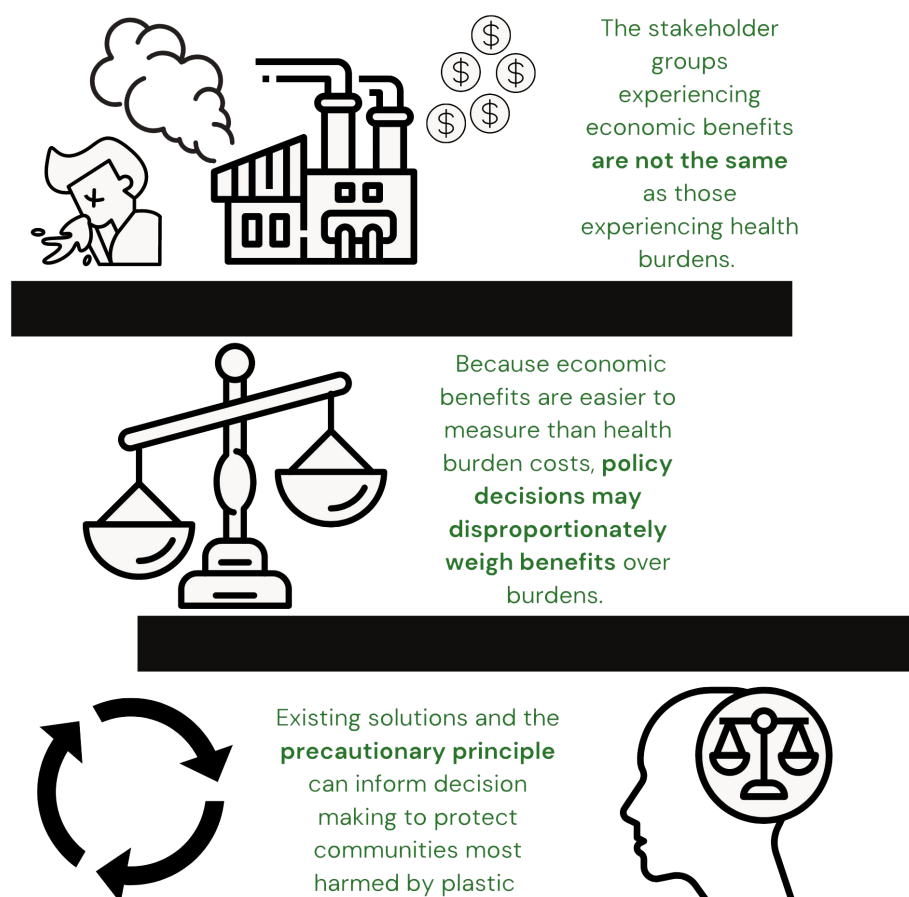 $
$
$
$
$
The stakeholder
groups
experiencing
economic benefits
are not the same
as those
experiencing health
burdens.
Because economic
benefits are easier to
measure than health
burden costs, policy
decisions may
disproportionately
weigh benefits over
burdens.
Existing solutions and the
precautionary principle
can inform decision
making to protect
communities most
harmed by plastic